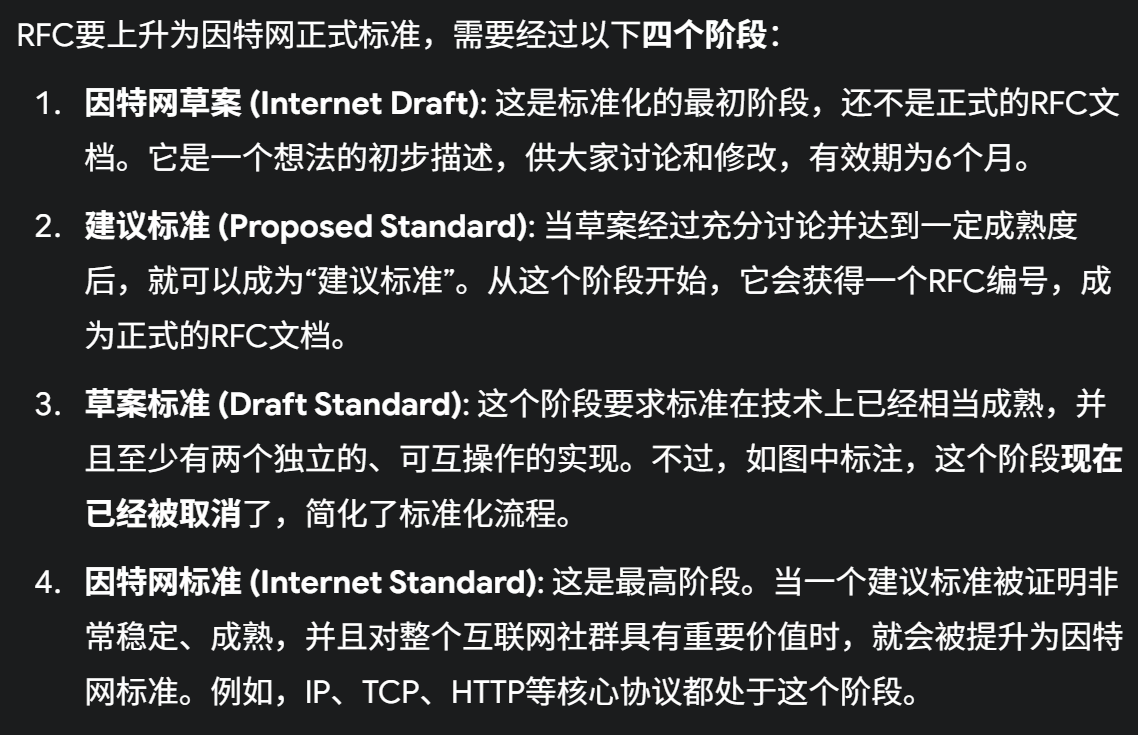 RFC要上升为因特网正式标准，需要经过以下四个阶段：
1. 因特网草案 (Internet Draft): 这是标准化的最初阶段，还不是正式的RFC文
档。它是一个想法的初步描述，供大家讨论和修改，有效期为6个月。
2. 建议标准 (Proposed Standard): 当草案经过充分讨论并达到一定成熟度
后，就可以成为“建议标准”。从这个阶段开始，它会获得一个RFC编号，成
为正式的RFC文档。
3. 草案标准 (Draft Standard): 这个阶段要求标准在技术上已经相当成熟，并
且至少有两个独立的、可互操作的实现。不过，如图中标注，这个阶段现在
已经被取消了，简化了标准化流程。
4. 因特网标准 (Internet Standard): 这是最高阶段。当一个建议标准被证明非
常稳定、成熟，并且对整个互联网社群具有重要价值时，就会被提升为因特
网标准。例如，IP、TCP、HTTP等核心协议都处于这个阶段。